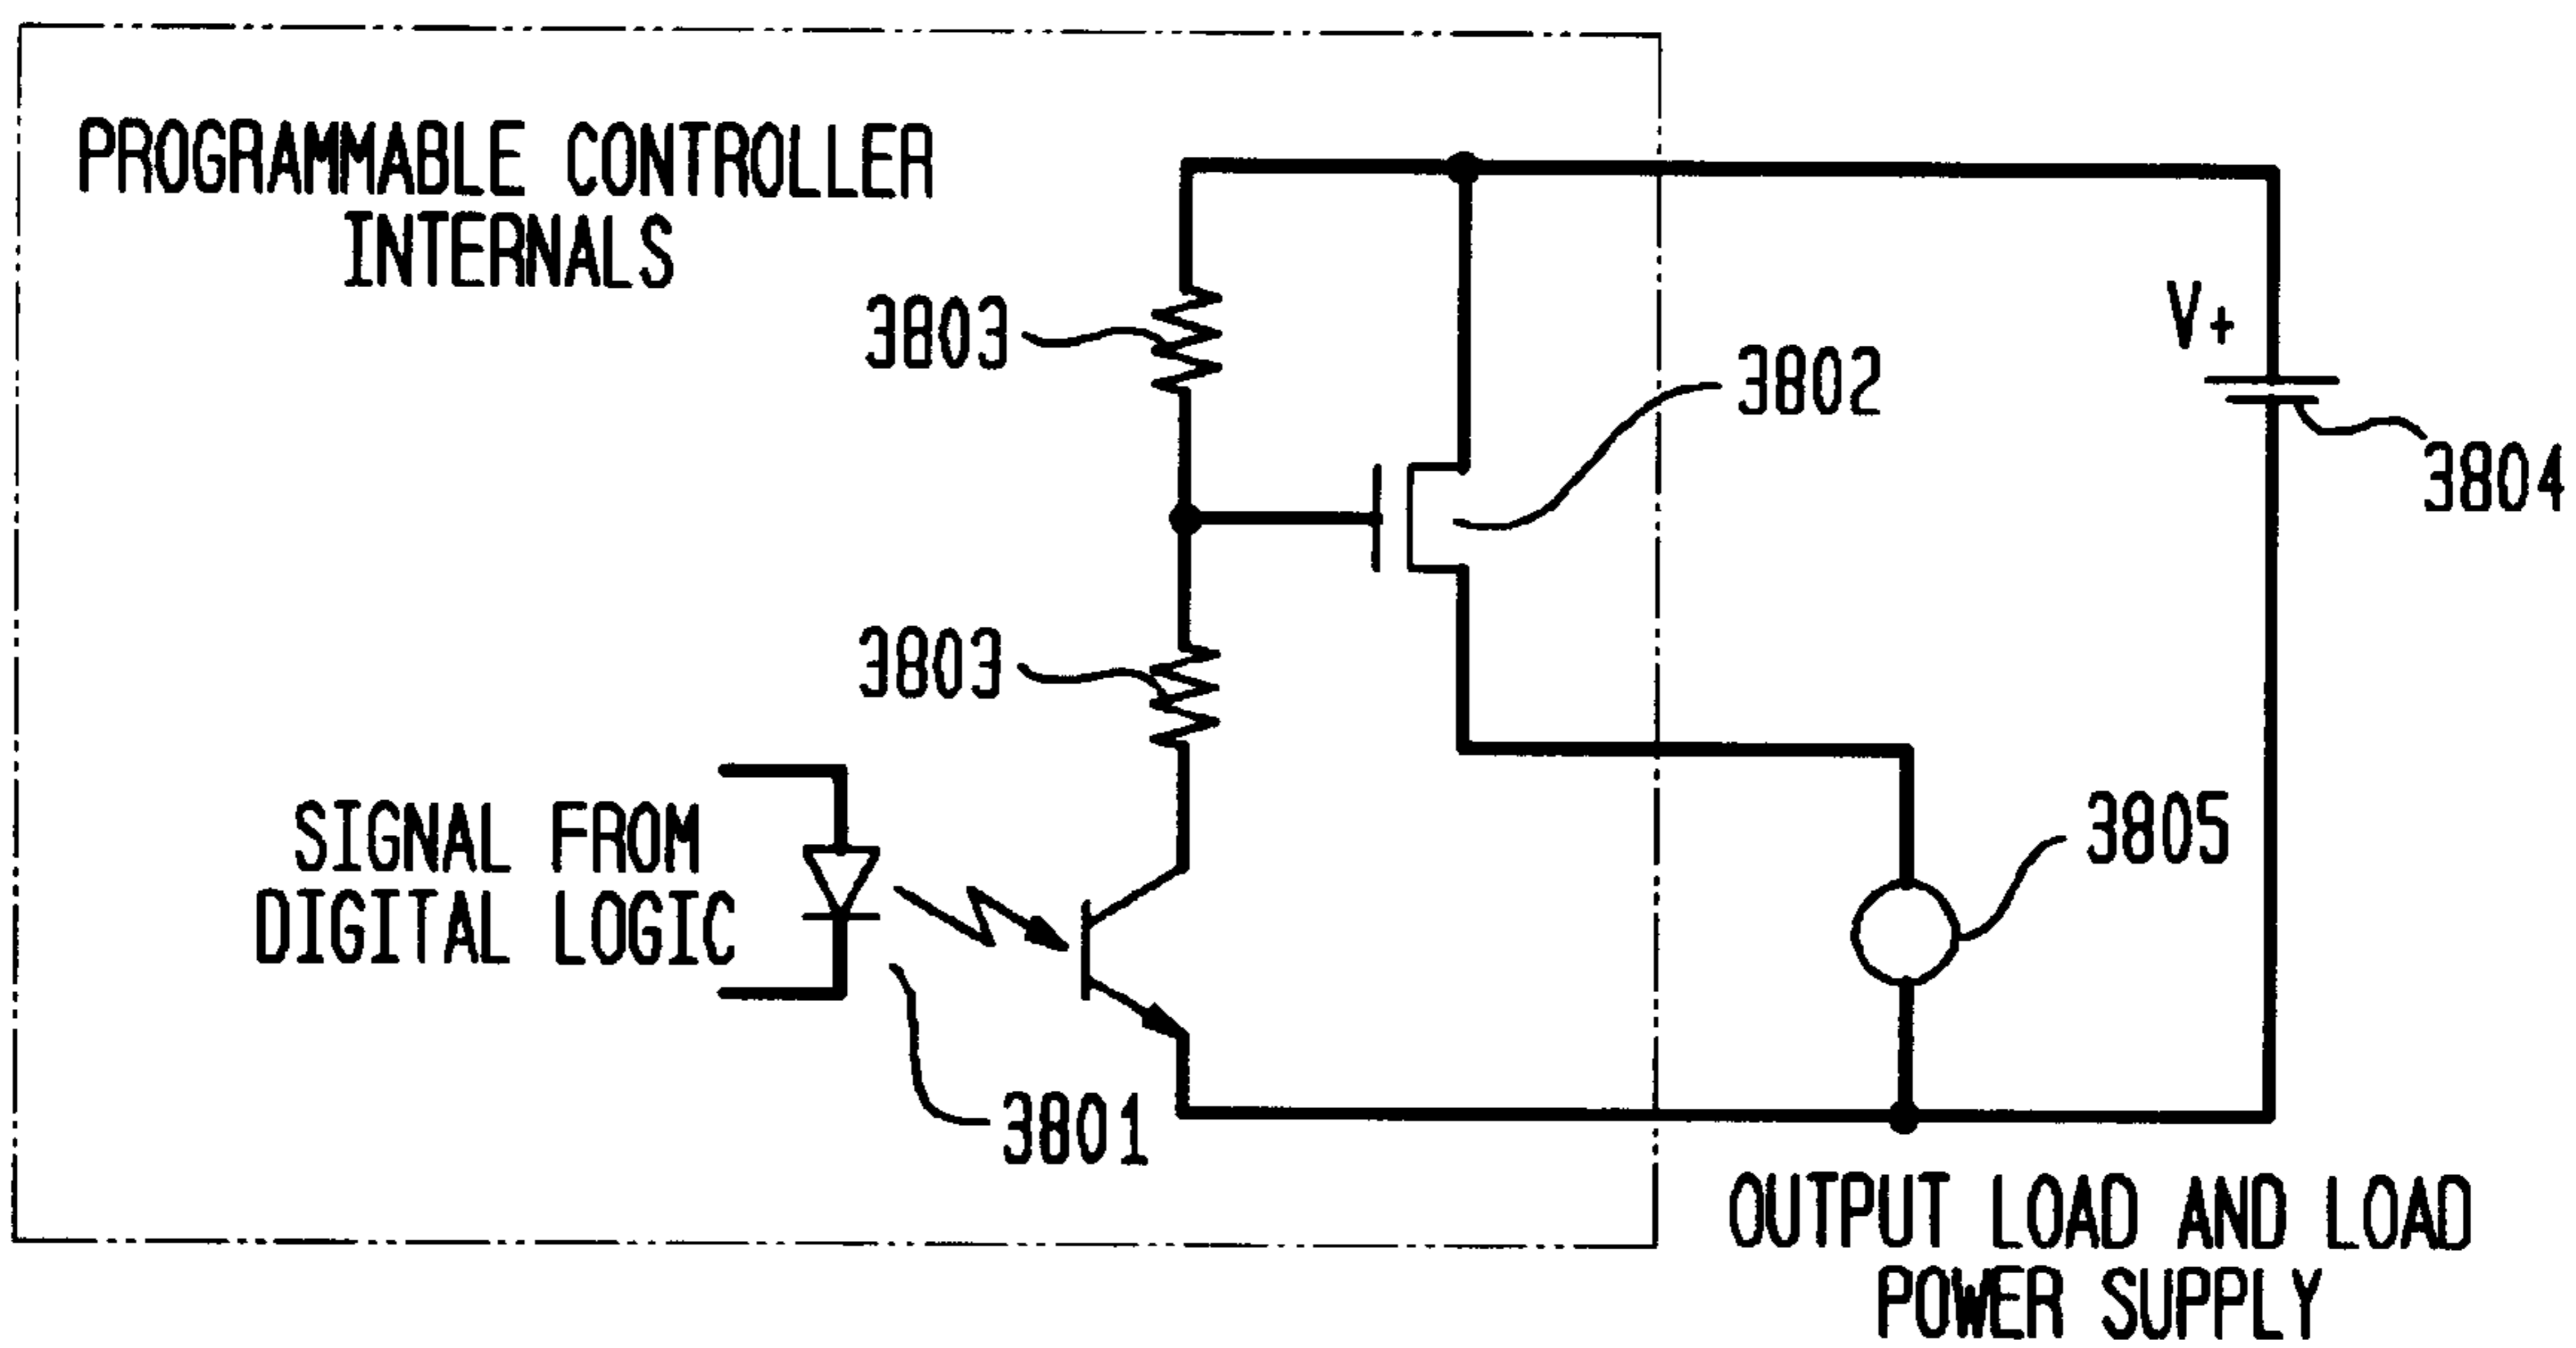 PROGRAMMABLE CONTROLLER
INTERNALS
3803
V+
3802
3804
3803
SIGNAL FROM
DIGITAL LOGIC
3805
3801
OUTPUT LOAD AND LOAD
POWER SUPPLY